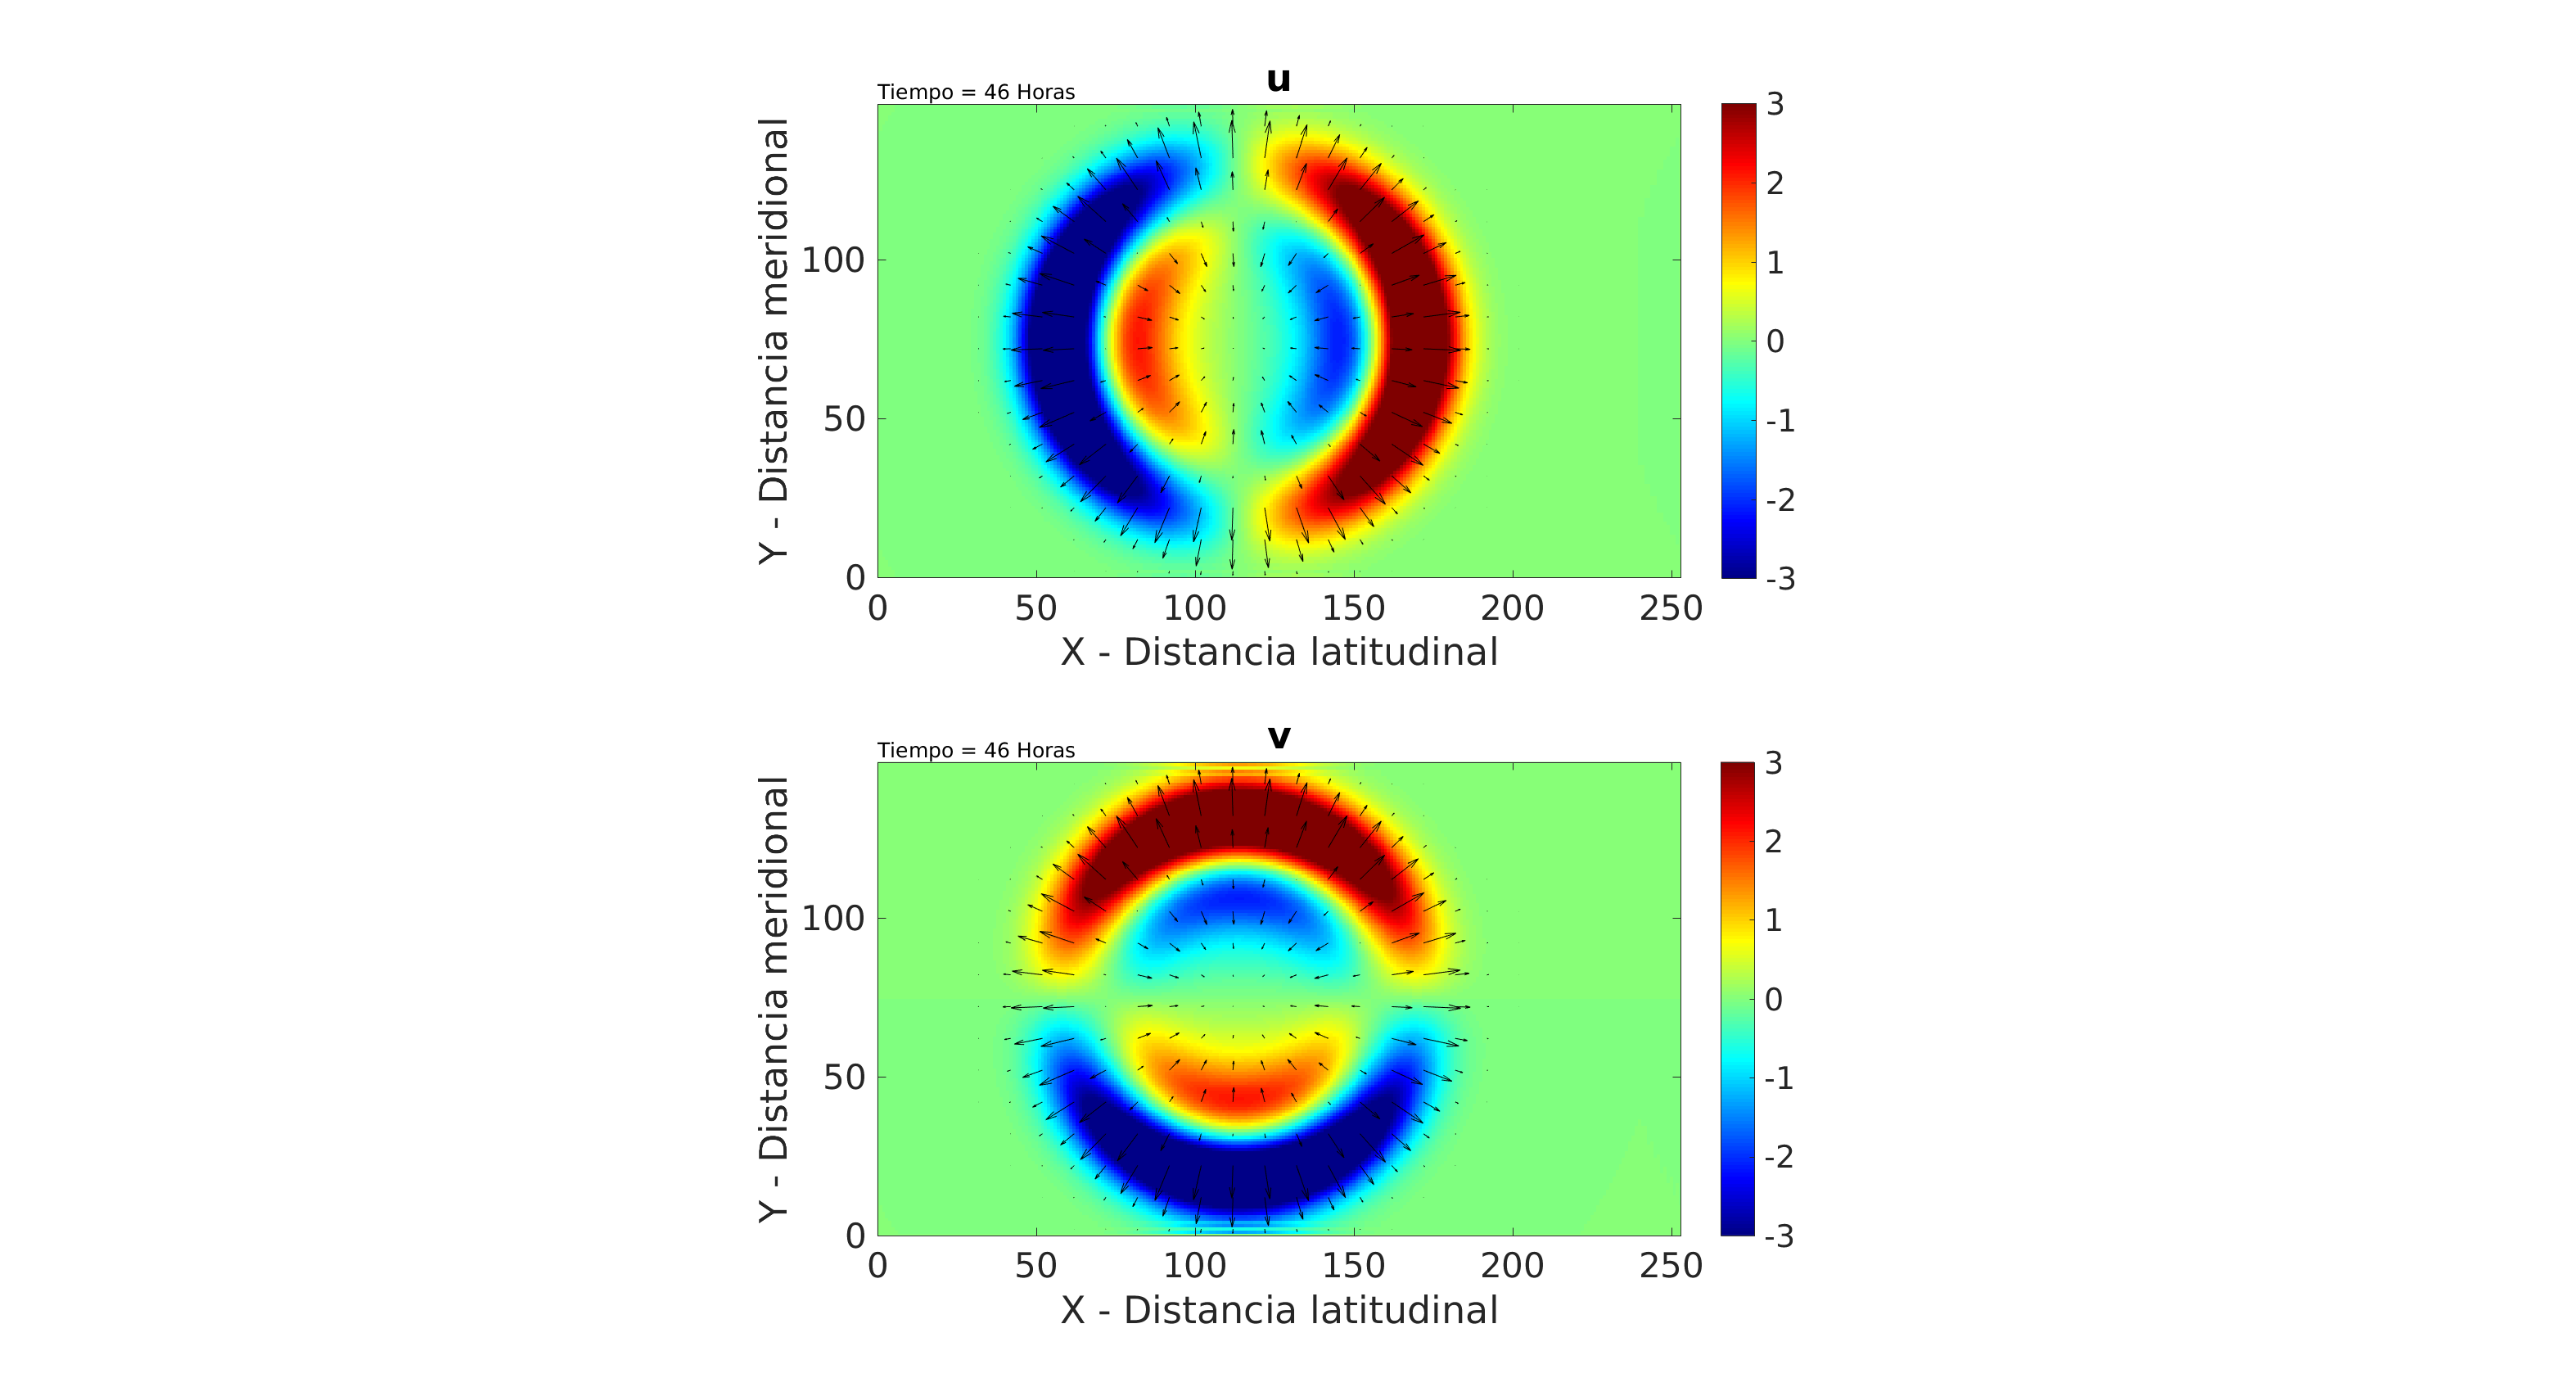 u
Tiempo = 46 Horas
Y - Distancia meridional
100
50
0
0 50 100 150 200 250
X - Distancia latitudinal
3
2
1
0
-1
-2
-3
v
Tiempo = 46 Horas
Y - Distancia meridional
100
50
0
0 50 100 150 200 250
X - Distancia latitudinal
3
2
1
0
-1
-2
-3